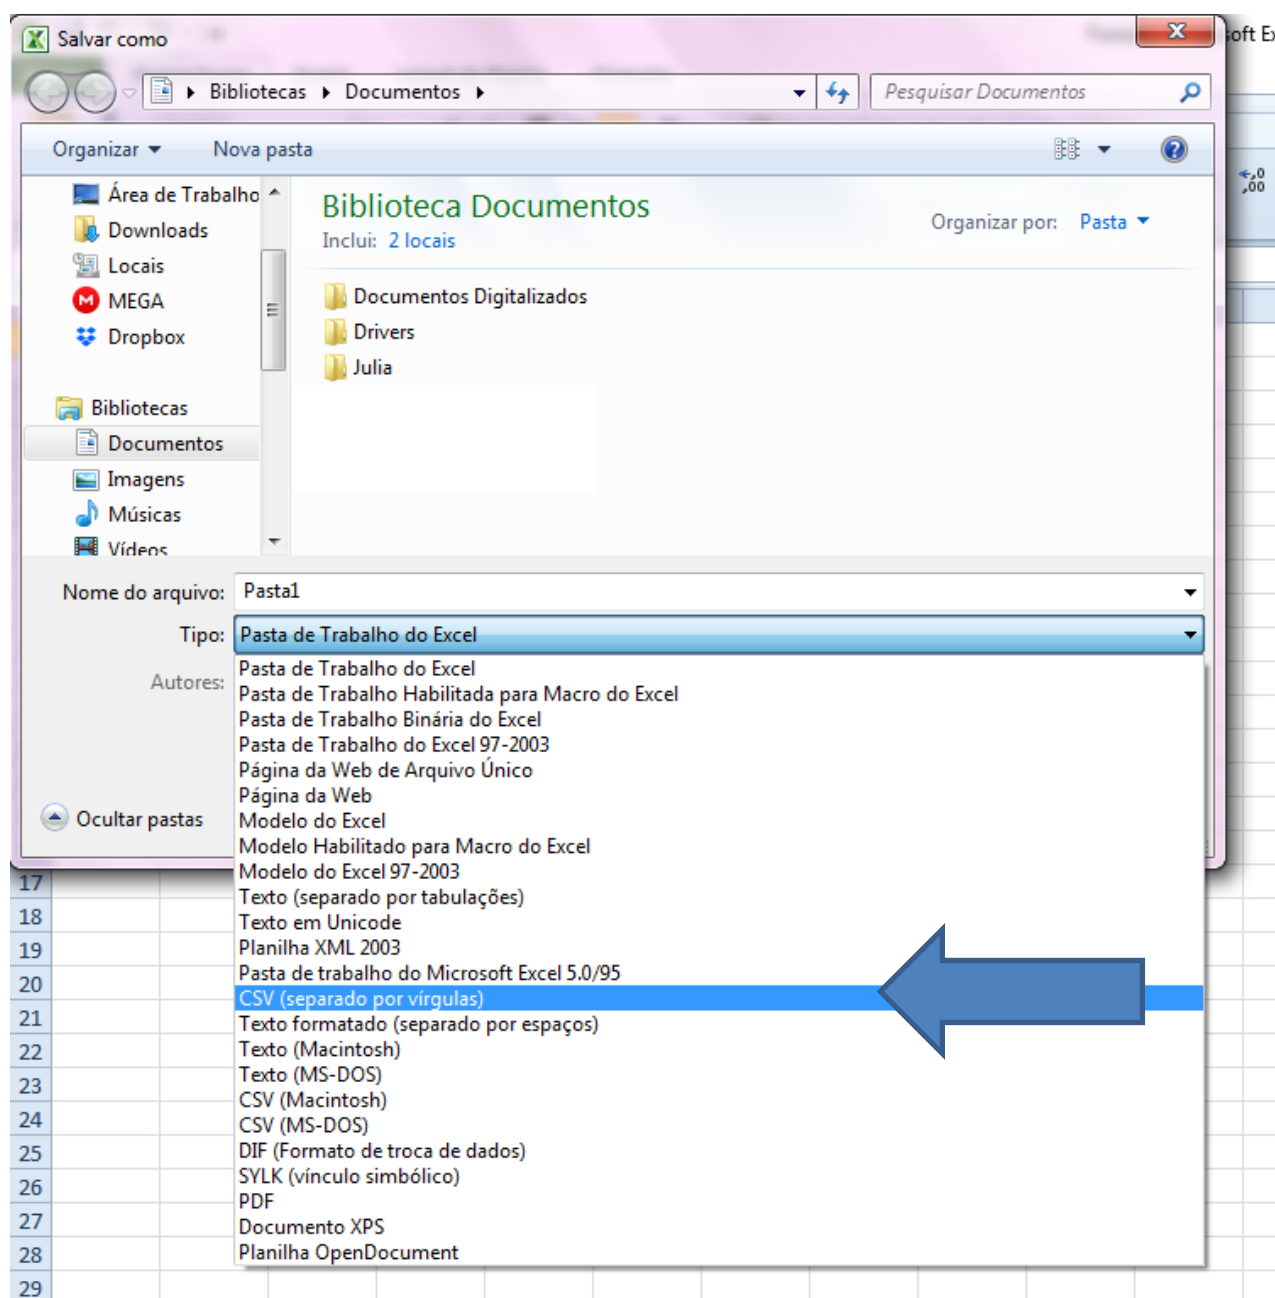 Salvar como
soft Ex
Bibliotecas Documentos
Pesquisar Documentos
Organizar Nova pasta
,0
,00
Área de Trabalho
Downloads
Locais
MEGA
Dropbox
Bibliotecas
Documentos
Imagens
Músicas
Vídeos
Biblioteca Documentos
Inclui: 2 locais
Organizar por: Pasta
Documentos Digitalizados
Drivers
Julia
Nome do arquivo: Pasta1
Tipo: Pasta de Trabalho do Excel
Autores:
Ocultar pastas
Pasta de Trabalho do Excel
Pasta de Trabalho Habilitada para Macro do Excel
Pasta de Trabalho Binária do Excel
Pasta de Trabalho do Excel 97-2003
Página da Web de Arquivo Único
Página da Web
Modelo do Excel
Modelo Habilitado para Macro do Excel
Modelo do Excel 97-2003
Texto (separado por tabulações)
Texto em Unicode
Planilha XML 2003
Pasta de trabalho do Microsoft Excel 5.0/95
CSV (separado por vírgulas)
Texto formatado (separado por espaços)
Texto (Macintosh)
Texto (MS-DOS)
CSV (Macintosh)
CSV (MS-DOS)
DIF (Formato de troca de dados)
SYLK (vínculo simbólico)
PDF
Documento XPS
Planilha OpenDocument
17
18
19
20
21
22
23
24
25
26
27
28
29